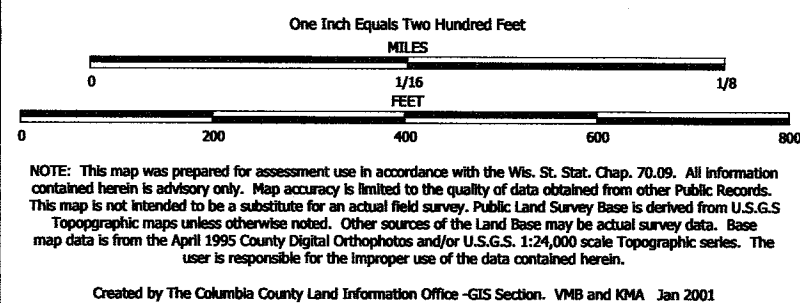 One Inch Equals Two Hundred Feet
MILES
0 1/16 1/8
FEET
0 200 400 600 800
NOTE: This map was prepared for assessment use in accordance with the Wis. St. Stat. Chap. 70.09. All information
contained herein is advisory only. Map accuracy is limited to the quality of data obtained from other Public Records.
This map is not intended to be a substitute for an actual field survey. Public Land Survey Base is derived from U.S.G.S
Topopgraphic maps unless otherwise noted. Other sources of the Land Base may be actual survey data. Base
map data is from the April 1995 County Digital Orthophotos and/or U.S.G.S. 1:24,000 scale Topographic series. The
user is responsible for the improper use of the data contained herein.
Created by The Columbia County Land Information Office -GIS Section. VMB and KMA Jan 2001